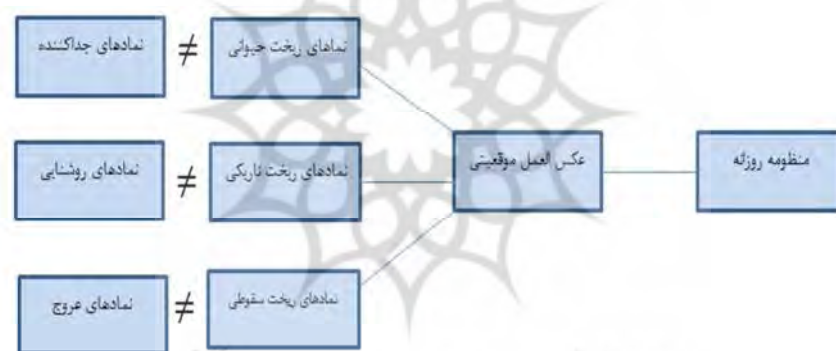 نمادهای جداکننده ≠ نماهای ریخت حیوانی
منظومه روزانه عکس العمل موقعیتی نمادهای ریخت تاریکی ≠ نمادهای روشنایی
نمادهای ریخت سقوطی ≠ نمادهای عروج